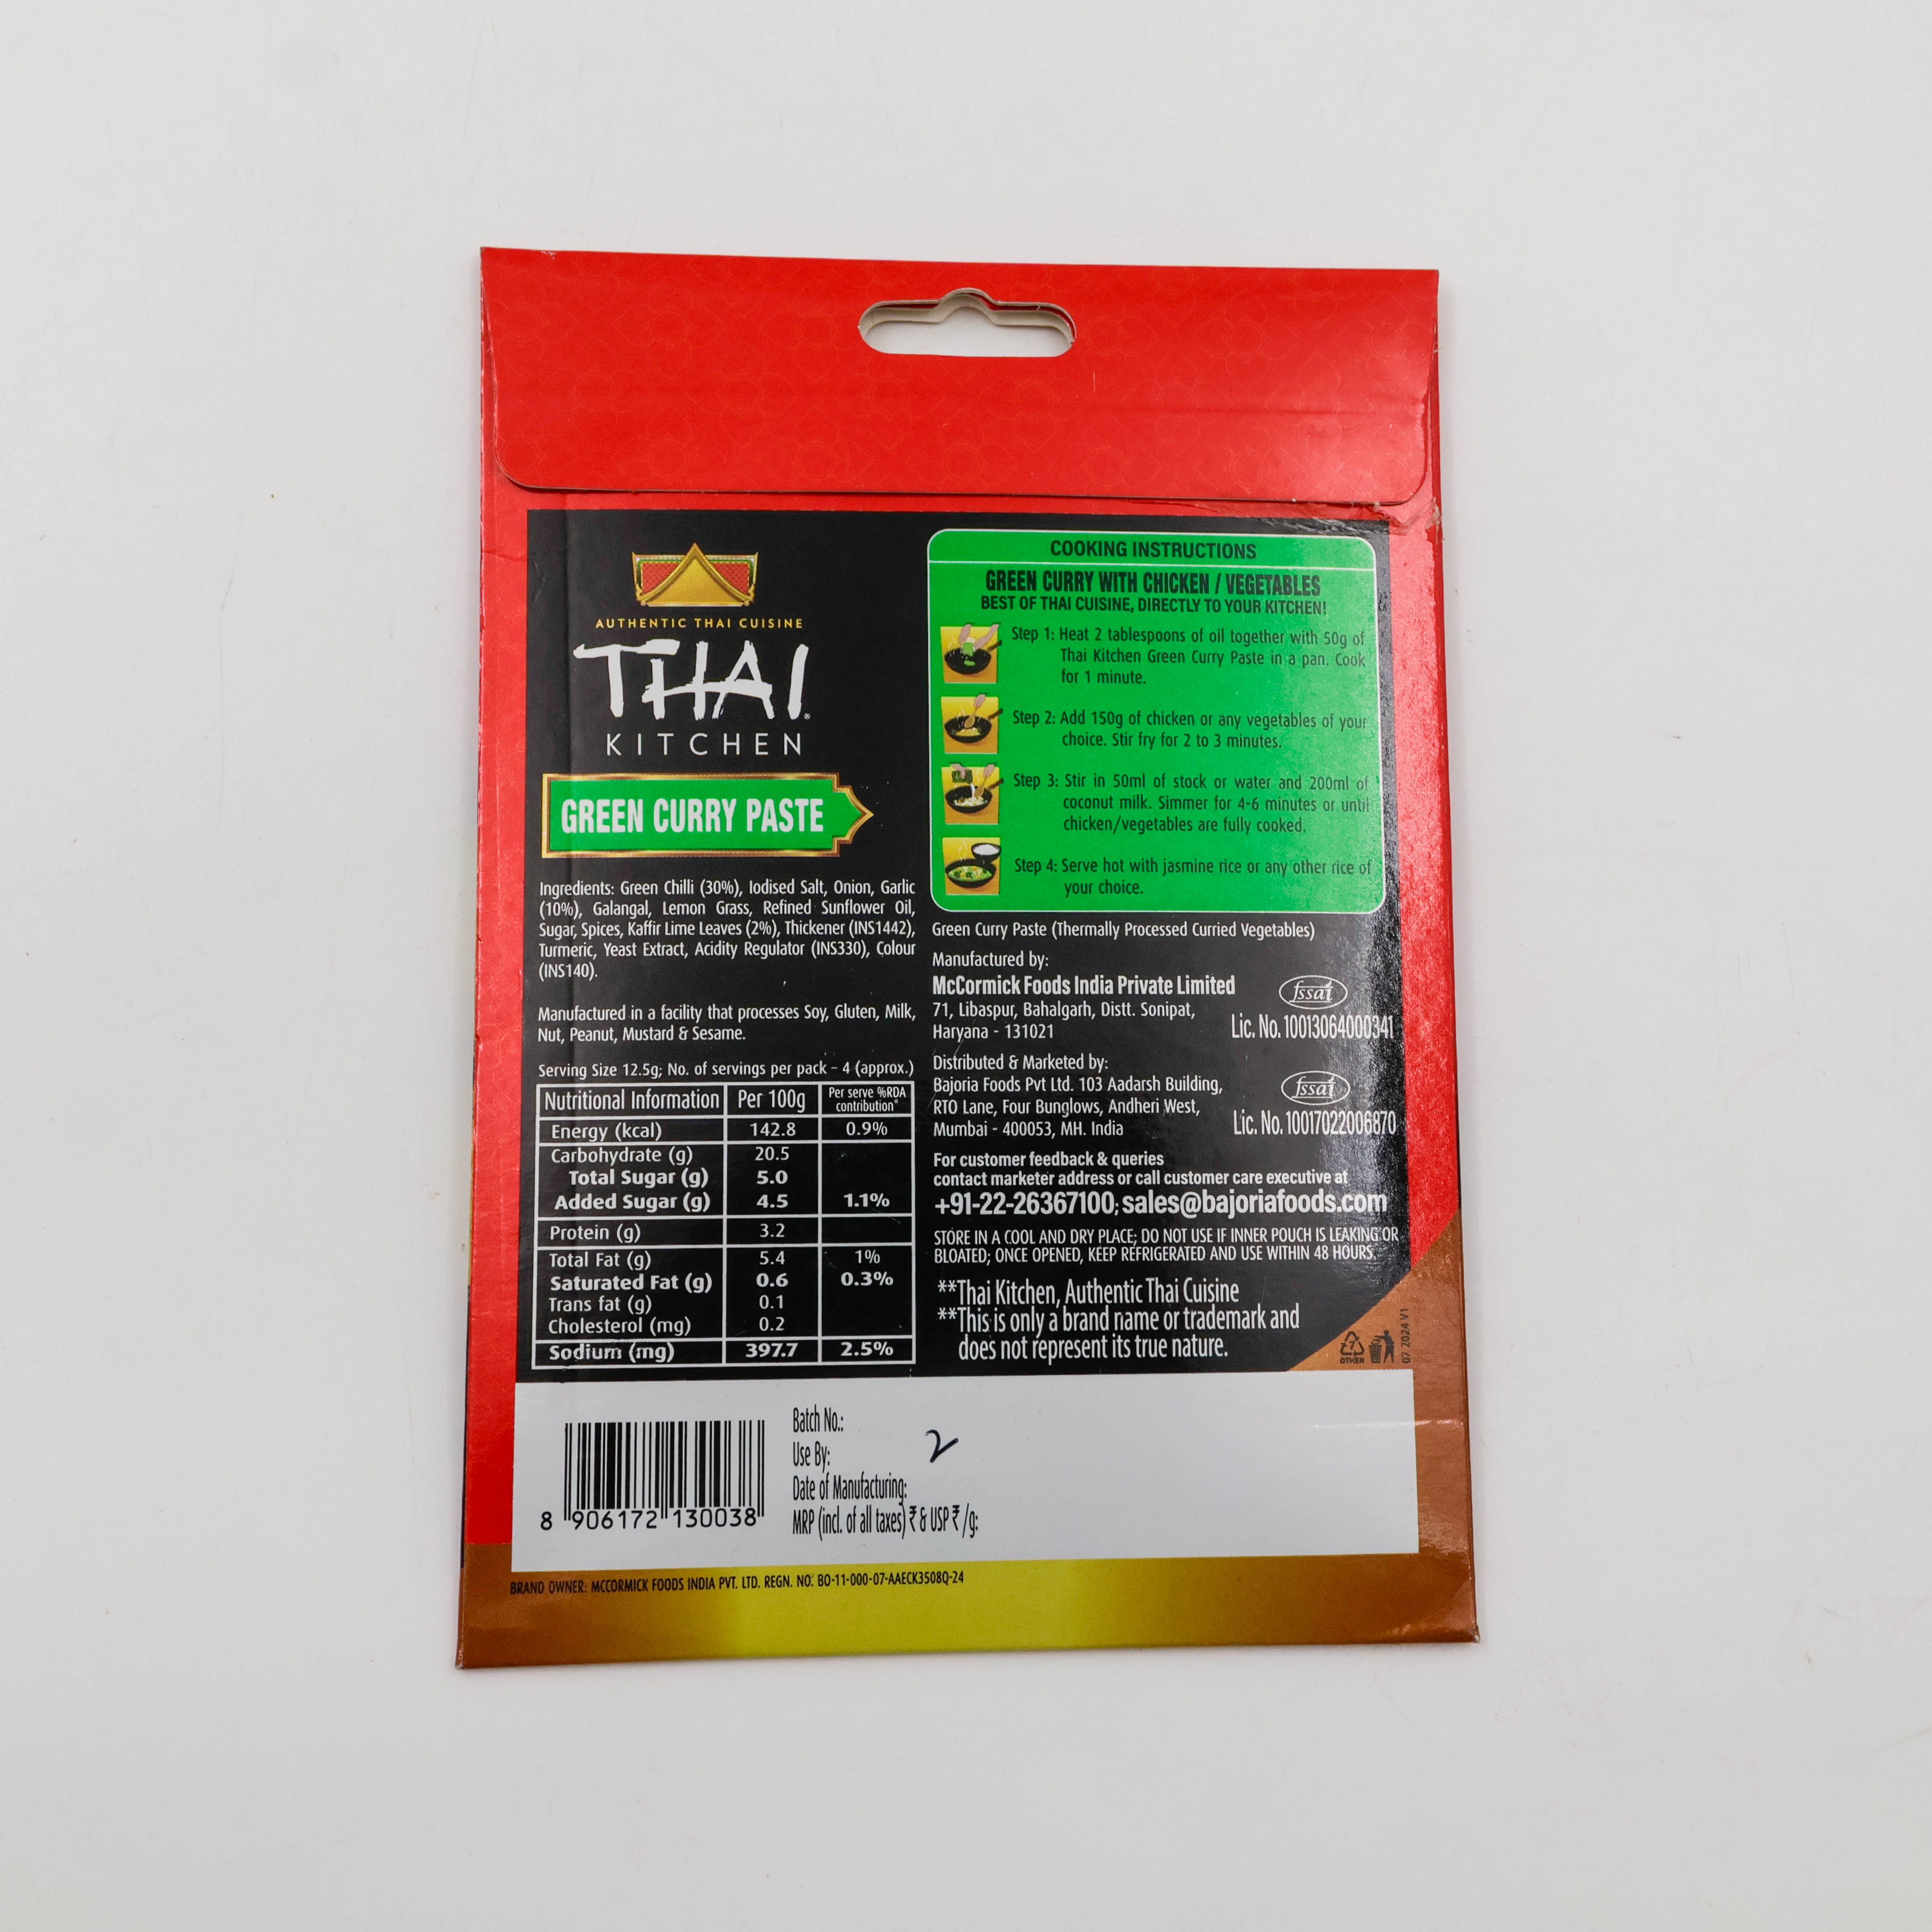 AUTHENTIC THAI CUISINE
THAI®
KITCHEN
GREEN CURRY PASTE
Ingredients: Green Chilli (30%), Iodised Salt, Onion, Garlic
(10%), Galangal, Lemon Grass, Refined Sunflower Oil,
Sugar, Spices, Kaffir Lime Leaves (2%), Thickener (INS1442),
Turmeric, Yeast Extract, Acidity Regulator (INS330), Colour
(INS140).
Manufactured in a facility that processes Soy, Gluten, Milk,
Nut, Peanut, Mustard & Sesame.
Serving Size 12.5g; No. of servings per pack - 4 (approx.)
Nutritional Information Per 100g Per serve %RDA contribution*
Energy (kcal) 142.8 0.9%
Carbohydrate (g) 20.5
Total Sugar (g) 5.0
Added Sugar (g) 4.5 1.1%
Protein (g) 3.2
Total Fat (g) 5.4 1%
Saturated Fat (g) 0.6 0.3%
Trans fat (g) 0.1
Cholesterol (mg) 0.2
Sodium (mg) 397.7 2.5%
COOKING INSTRUCTIONS
GREEN CURRY WITH CHICKEN / VEGETABLES
BEST OF THAI CUISINE, DIRECTLY TO YOUR KITCHEN!
Step 1: Heat 2 tablespoons of oil together with 50g of
Thai Kitchen Green Curry Paste in a pan. Cook
for 1 minute.
Step 2: Add 150g of chicken or any vegetables of your
choice. Stir fry for 2 to 3 minutes.
Step 3: Stir in 50ml of stock or water and 200ml of
coconut milk. Simmer for 4-6 minutes or until
chicken/vegetables are fully cooked.
Step 4: Serve hot with jasmine rice or any other rice of
your choice.
Green Curry Paste (Thermally Processed Curried Vegetables)
Manufactured by:
McCormick Foods India Private Limited
71, Libaspur, Bahalgarh, Distt. Sonipat,
Haryana - 131021
fssai
Lic. No. 10013064000341
Distributed & Marketed by:
Bajoria Foods Pvt Ltd. 103 Aadarsh Building,
RTO Lane, Four Bunglows, Andheri West,
Mumbai - 400053, MH. India
fssai
Lic. No. 10017022006870
For customer feedback & queries
contact marketer address or call customer care executive at
+91-22-26367100; sales@bajoriafoods.com
STORE IN A COOL AND DRY PLACE; DO NOT USE IF INNER POUCH IS LEAKING OR
BLOATED; ONCE OPENED, KEEP REFRIGERATED AND USE WITHIN 48 HOURS.
**Thai Kitchen, Authentic Thai Cuisine
**This is only a brand name or trademark and
does not represent its true nature.
7
OTHER
07 2024 V1
8 906172 130038
Batch No.:
Use By:
2
Date of Manufacturing:
MRP (incl. of all taxes) ₹ & USP ₹ /g:
BRAND OWNER: MCCORMICK FOODS INDIA PVT. LTD. REGN. NO: BO-11-000-07-AAECK3508Q-24